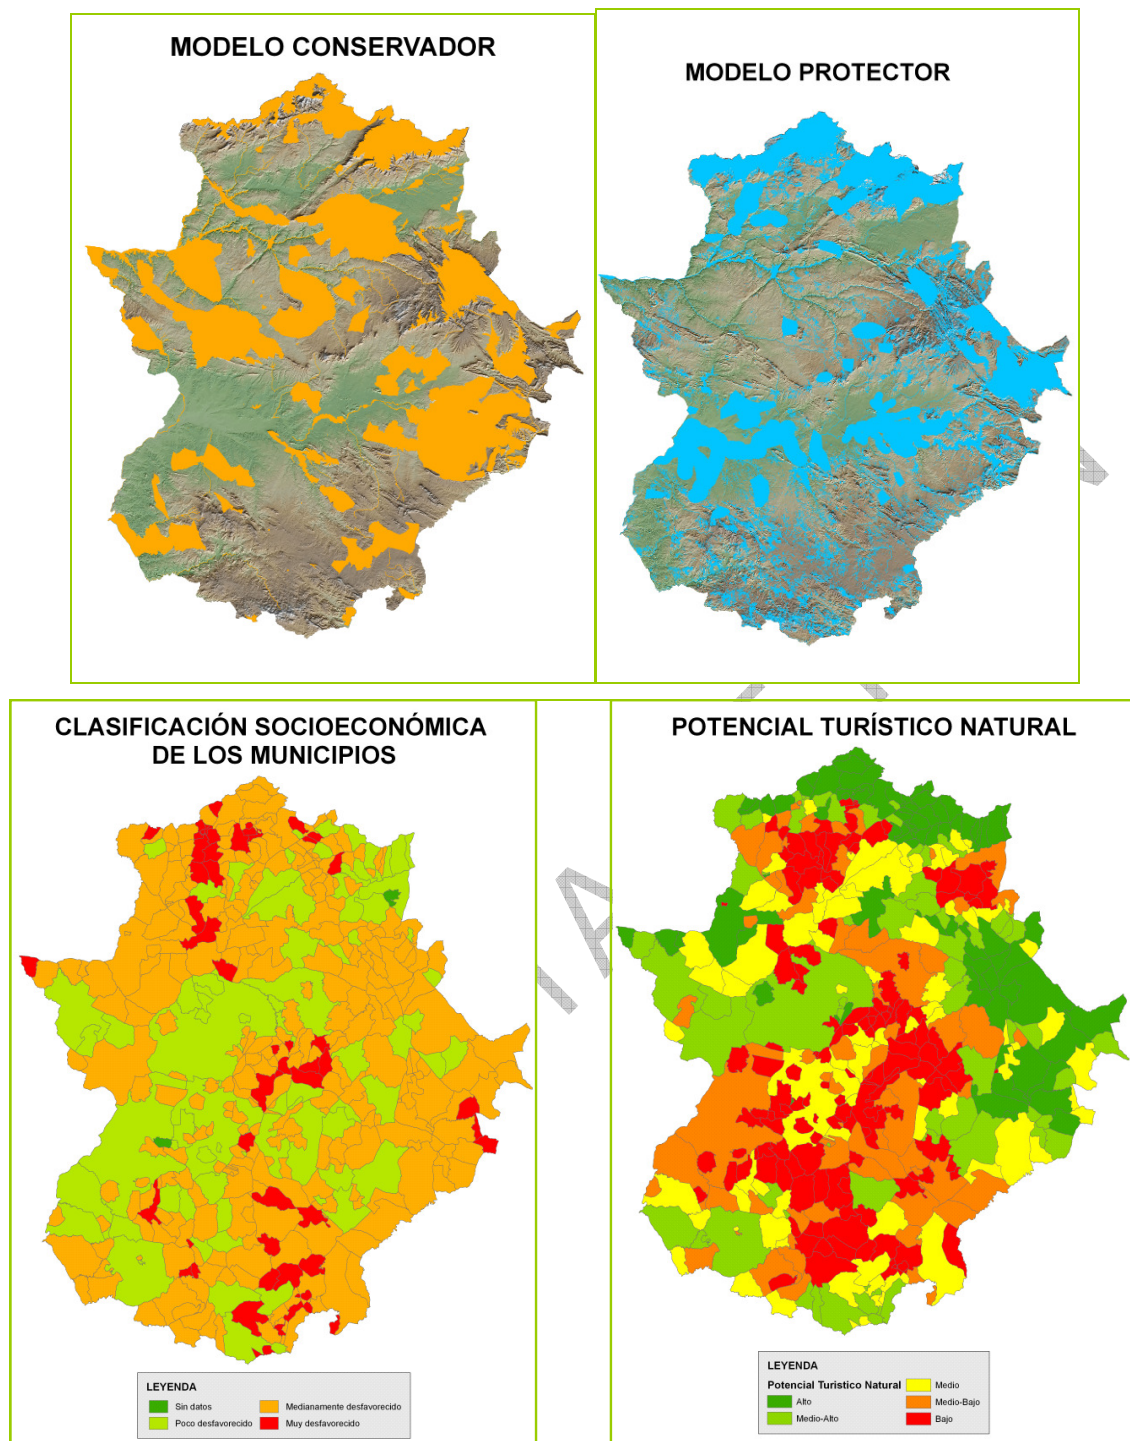 MODELO CONSERVADOR
MODELO PROTECTOR
CLASIFICACIÓN SOCIOECONÓMICA
DE LOS MUNICIPIOS
LEYENDA
Sin datos
Poco desfavorecido
Medianamente desfavorecido
Muy desfavorecido
POTENCIAL TURÍSTICO NATURAL
LEYENDA
Potencial Turistico Natural
Alto
Medio-Alto
Medio
Medio-Bajo
Bajo